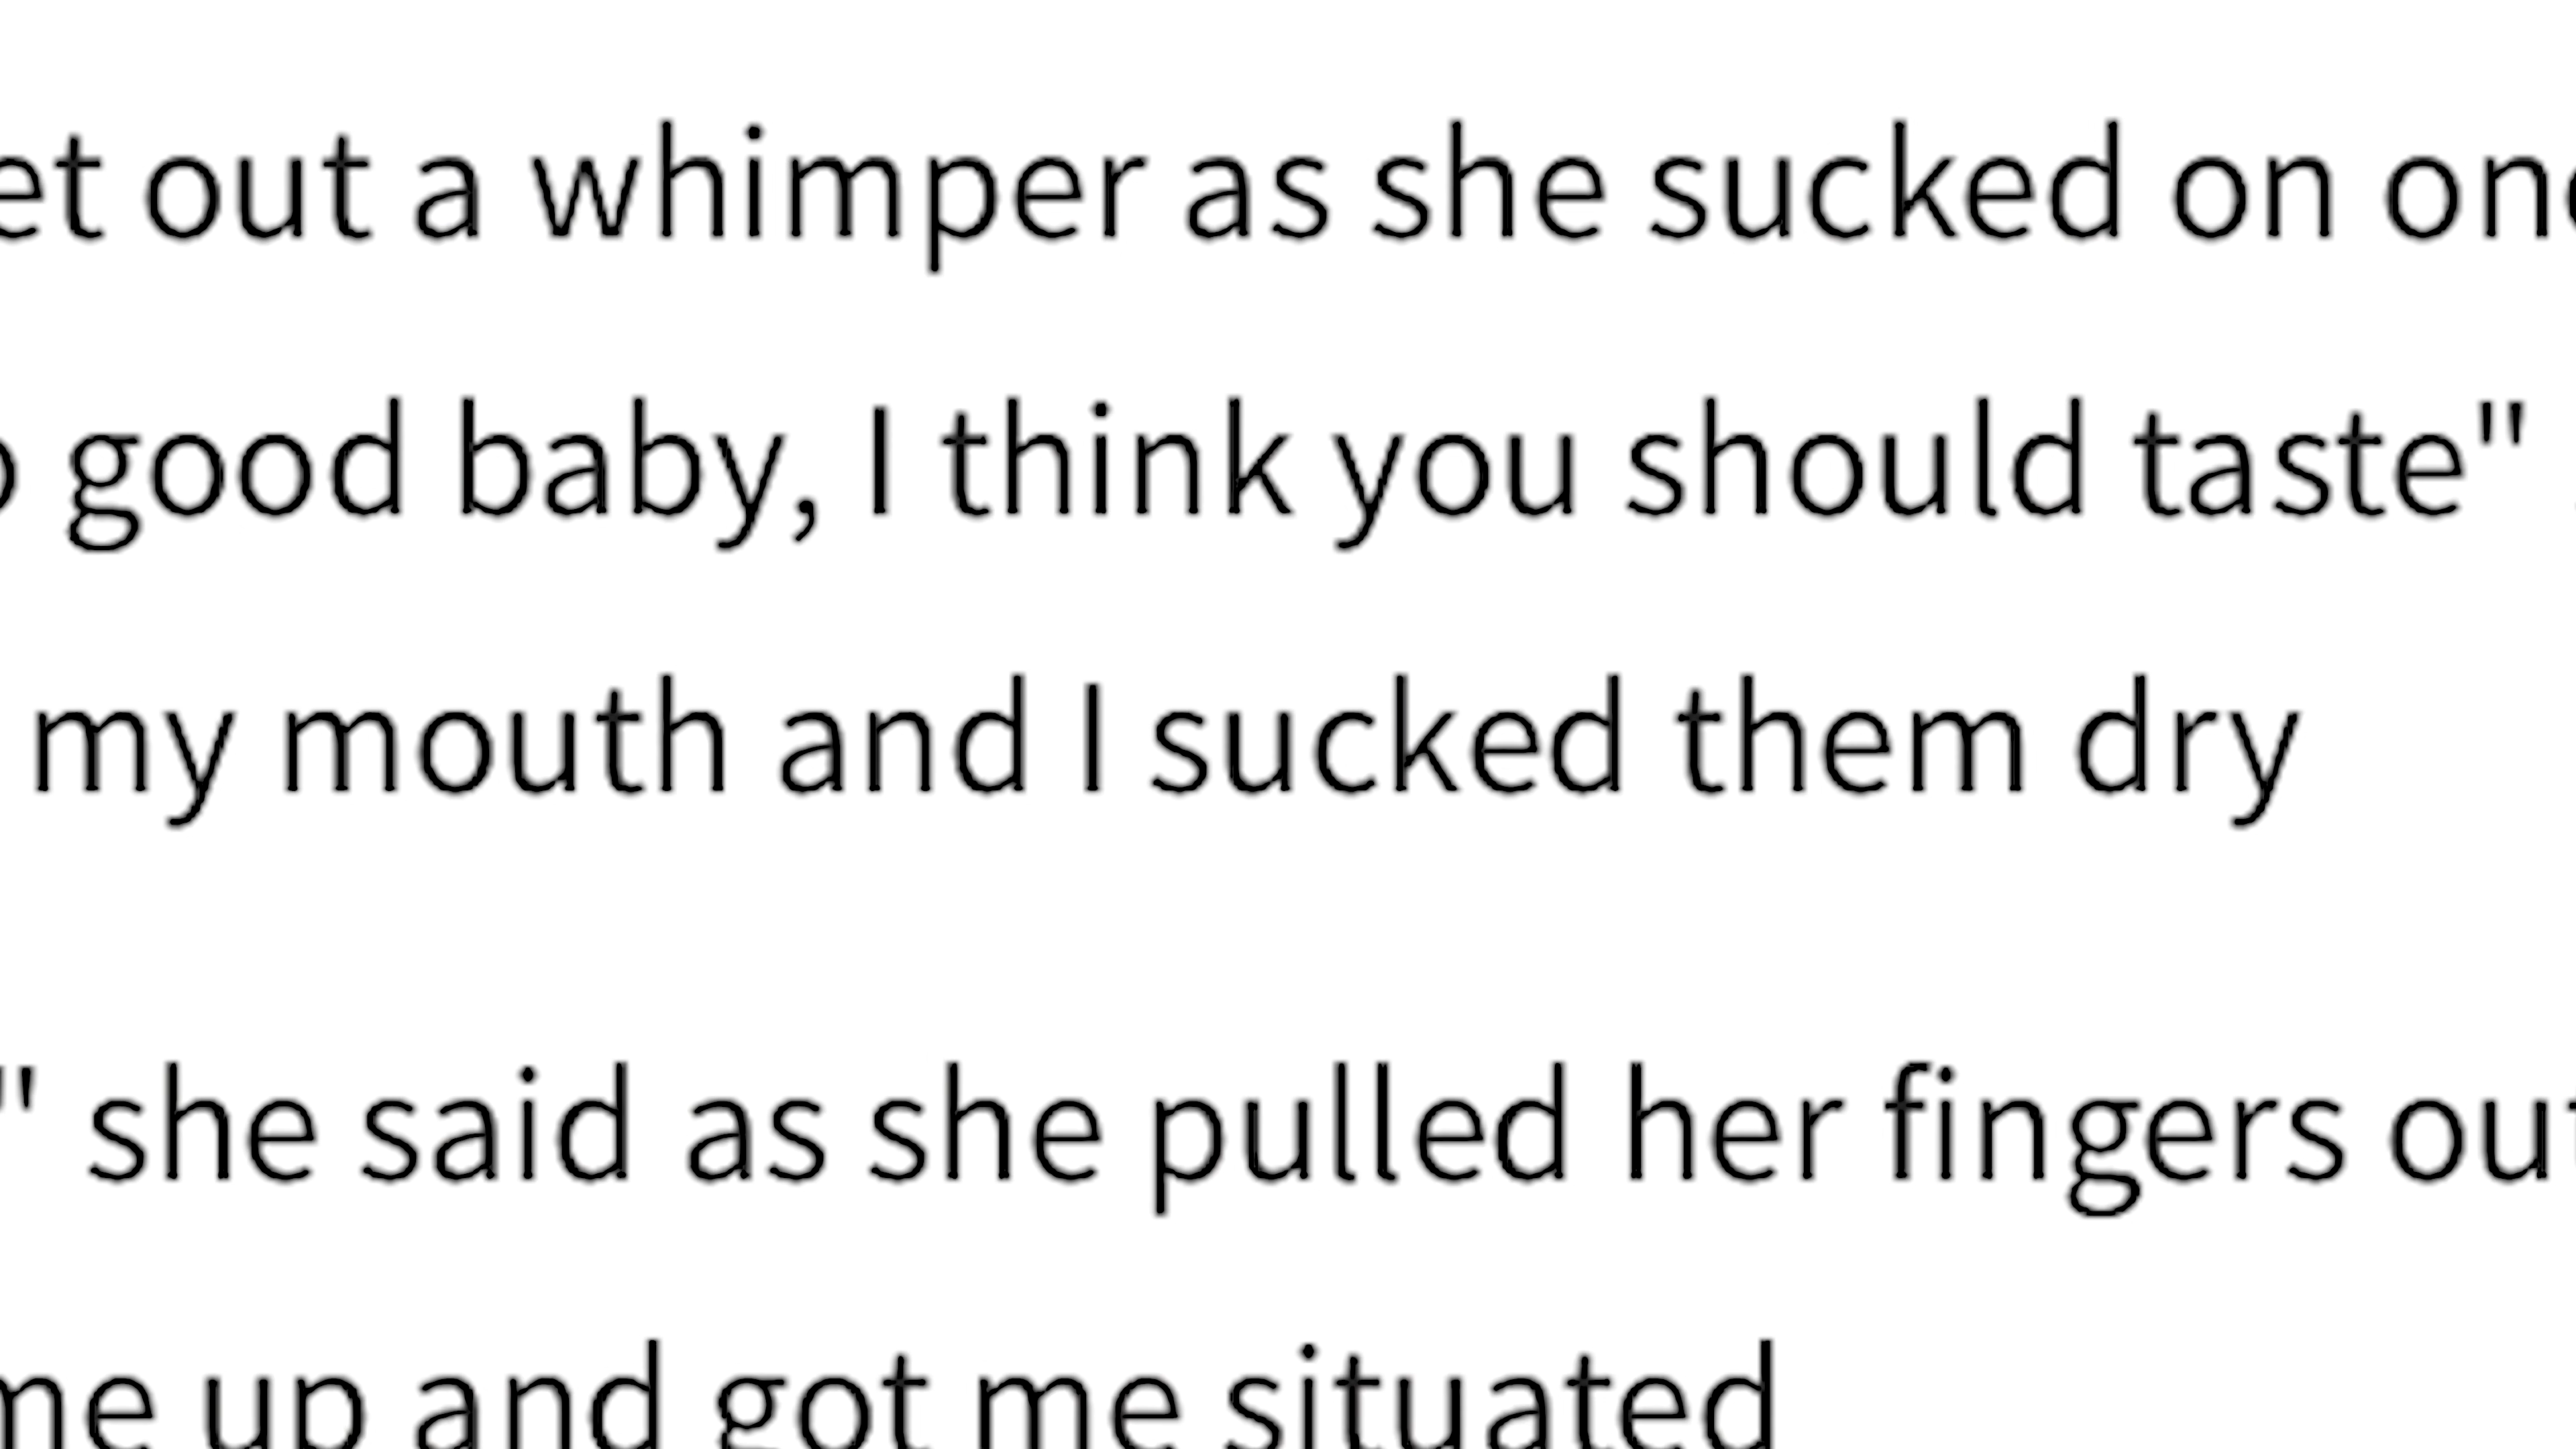 out a whimper as she sucked on
good baby, I think you should taste"
my mouth and I sucked them dry
" she said as she pulled her fingers out
me up and got me situated